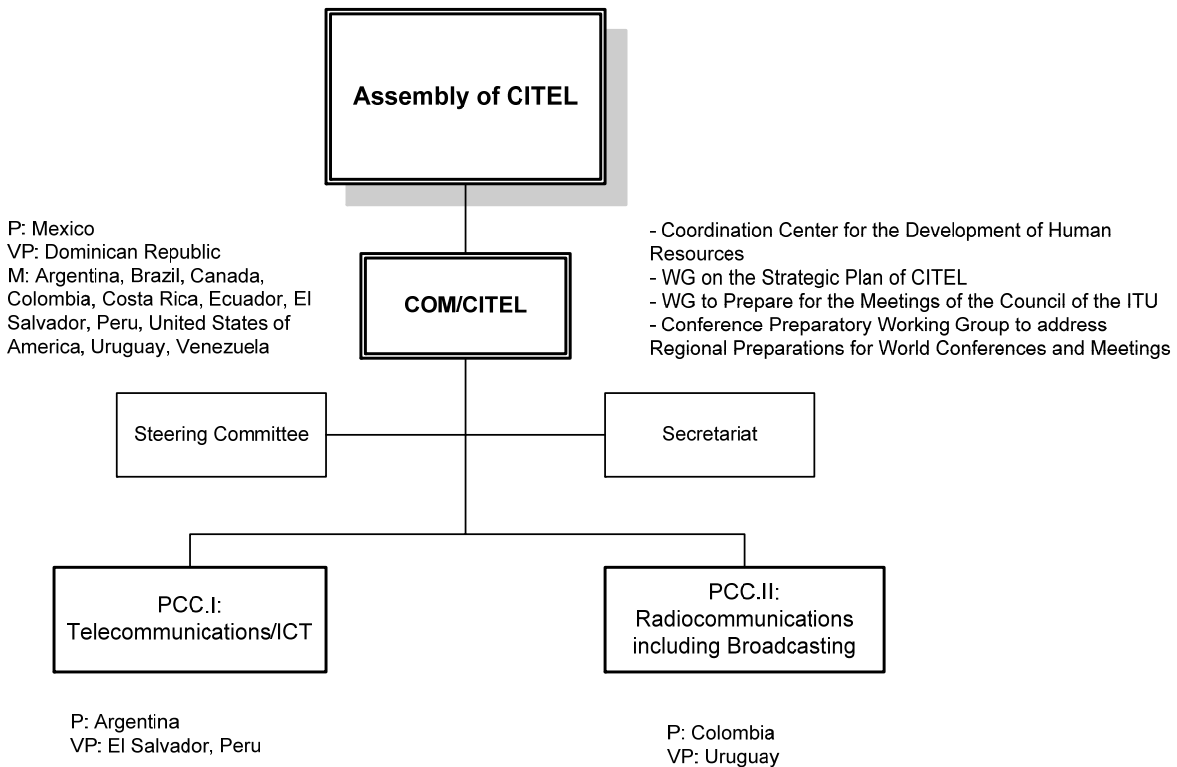 Assembly of CITEL
P: Mexico
VP: Dominican Republic
M: Argentina, Brazil, Canada,
Colombia, Costa Rica, Ecuador, El
Salvador, Peru, United States of
America, Uruguay, Venezuela
COM/CITEL
- Coordination Center for the Development of Human
Resources
- WG on the Strategic Plan of CITEL
- WG to Prepare for the Meetings of the Council of the ITU
- Conference Preparatory Working Group to address
Regional Preparations for World Conferences and Meetings
Steering Committee
Secretariat
PCC.I:
Telecommunications/ICT
PCC.II:
Radiocommunications
including Broadcasting
P: Argentina
VP: El Salvador, Peru
P: Colombia
VP: Uruguay